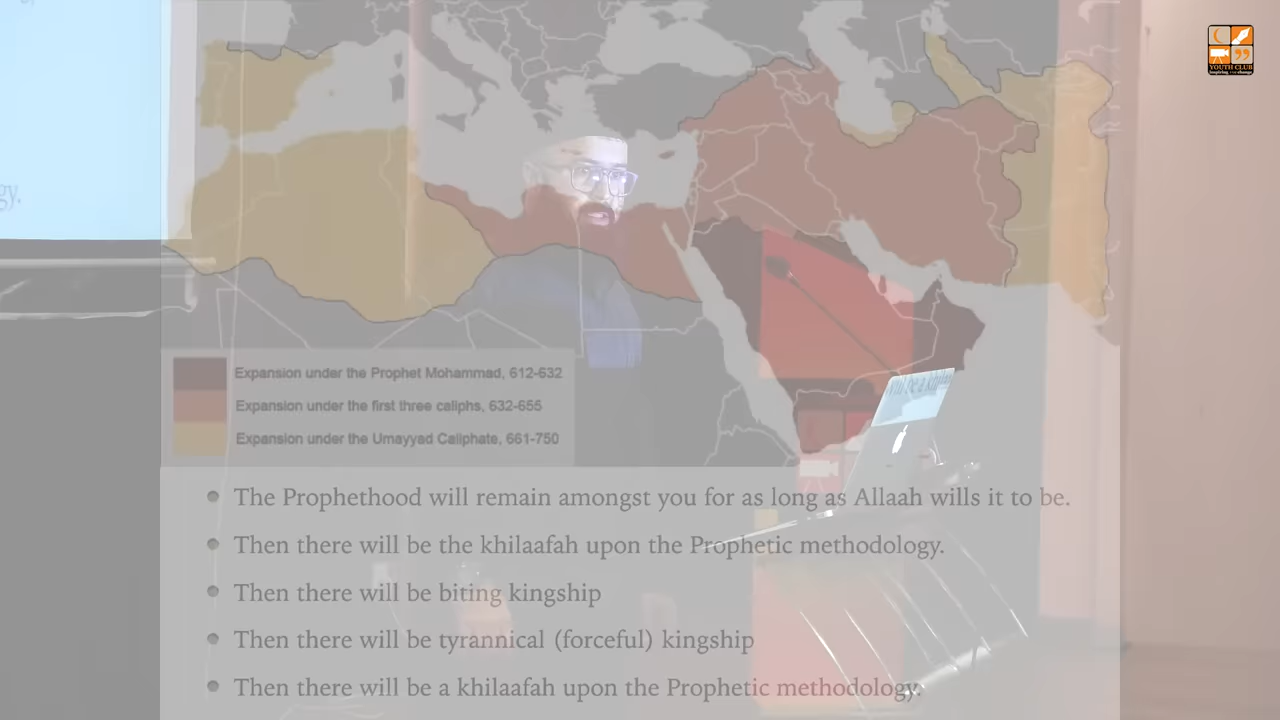 gy.
YOUTH CLUB
Expansion under the Prophet Mohammad, 612-632
Expansion under the first three caliphs, 632-655
Expansion under the Umayyad Caliphate, 661-750
The Prophethood will remain amongst you for as long as Allaah wills it to be.
Then there will be the khilaafah upon the Prophetic methodology.
Then there will be biting kingship
Then there will be tyrannical (forceful) kingship
Then there will be a khilaafah upon the Prophetic methodology.